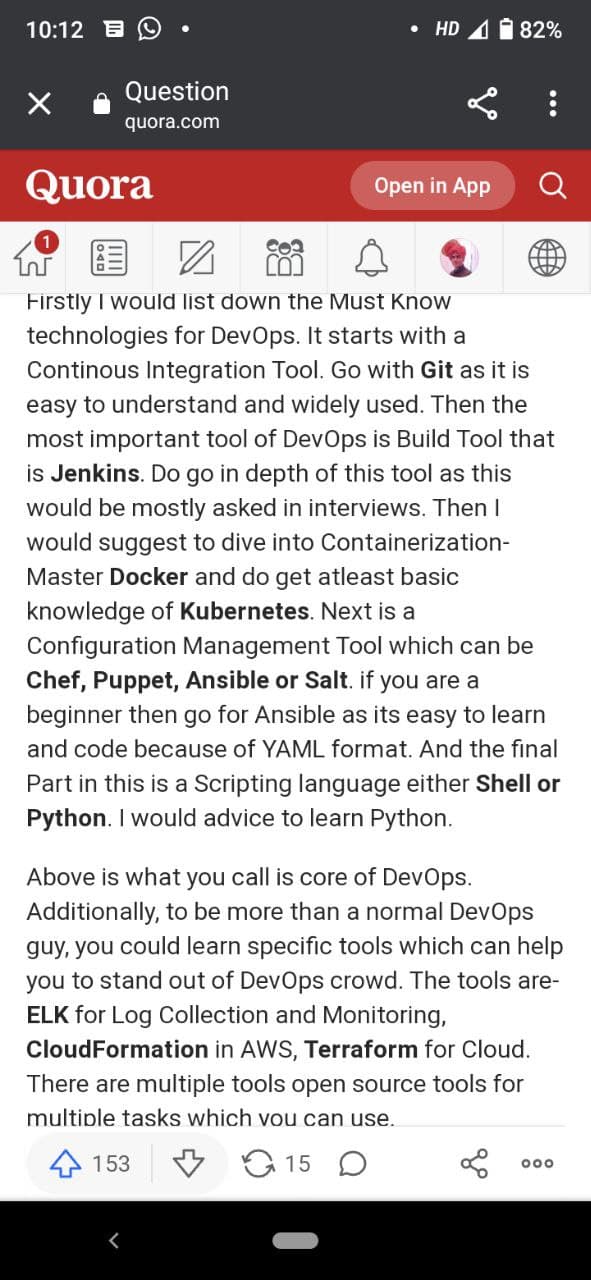 10:12
HD 82%
Question
quora.com
Quora
Open in App
1
Firstly I would list down the Must Know
technologies for DevOps. It starts with a
Continous Integration Tool. Go with Git as it is
easy to understand and widely used. Then the
most important tool of DevOps is Build Tool that
is Jenkins. Do go in depth of this tool as this
would be mostly asked in interviews. Then I
would suggest to dive into Containerization-
Master Docker and do get atleast basic
knowledge of Kubernetes. Next is a
Configuration Management Tool which can be
Chef, Puppet, Ansible or Salt. if you are a
beginner then go for Ansible as its easy to learn
and code because of YAML format. And the final
Part in this is a Scripting language either Shell or
Python. I would advice to learn Python.
Above is what you call is core of DevOps.
Additionally, to be more than a normal DevOps
guy, you could learn specific tools which can help
you to stand out of DevOps crowd. The tools are-
ELK for Log Collection and Monitoring,
CloudFormation in AWS, Terraform for Cloud.
There are multiple tools open source tools for
multiple tasks which you can use.
153
15